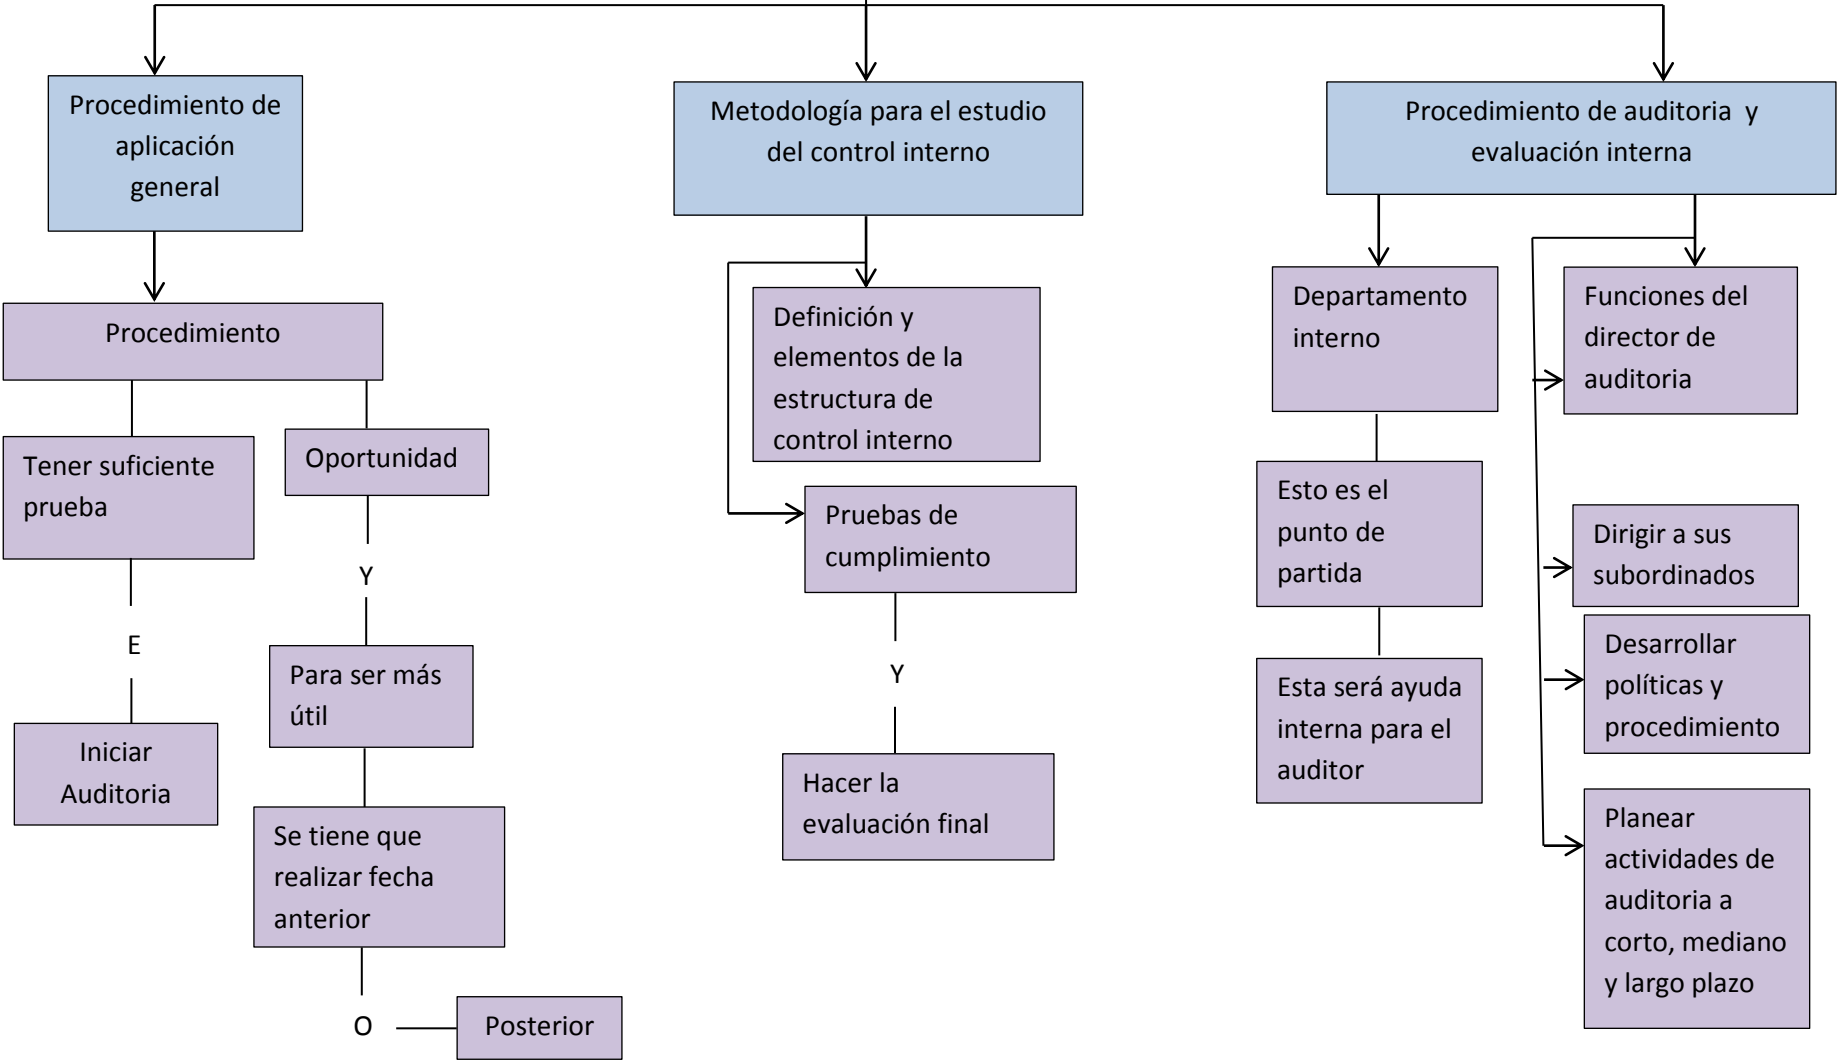 Procedimiento de
aplicación
general
Procedimiento
Tener suficiente
prueba
E
Iniciar
Auditoria
Oportunidad
Y
Para ser más
útil
Se tiene que
realizar fecha
anterior
O
Posterior
Metodología para el estudio
del control interno
Definición y
elementos de la
estructura de
control interno
Pruebas de
cumplimiento
Y
Hacer la
evaluación final
Procedimiento de auditoria y
evaluación interna
Departamento
interno
Esto es el
punto de
partida
Esta será ayuda
interna para el
auditor
Funciones del
director de
auditoria
Dirigir a sus
subordinados
Desarrollar
políticas y
procedimiento
Planear
actividades de
auditoria a
corto, mediano
y largo plazo